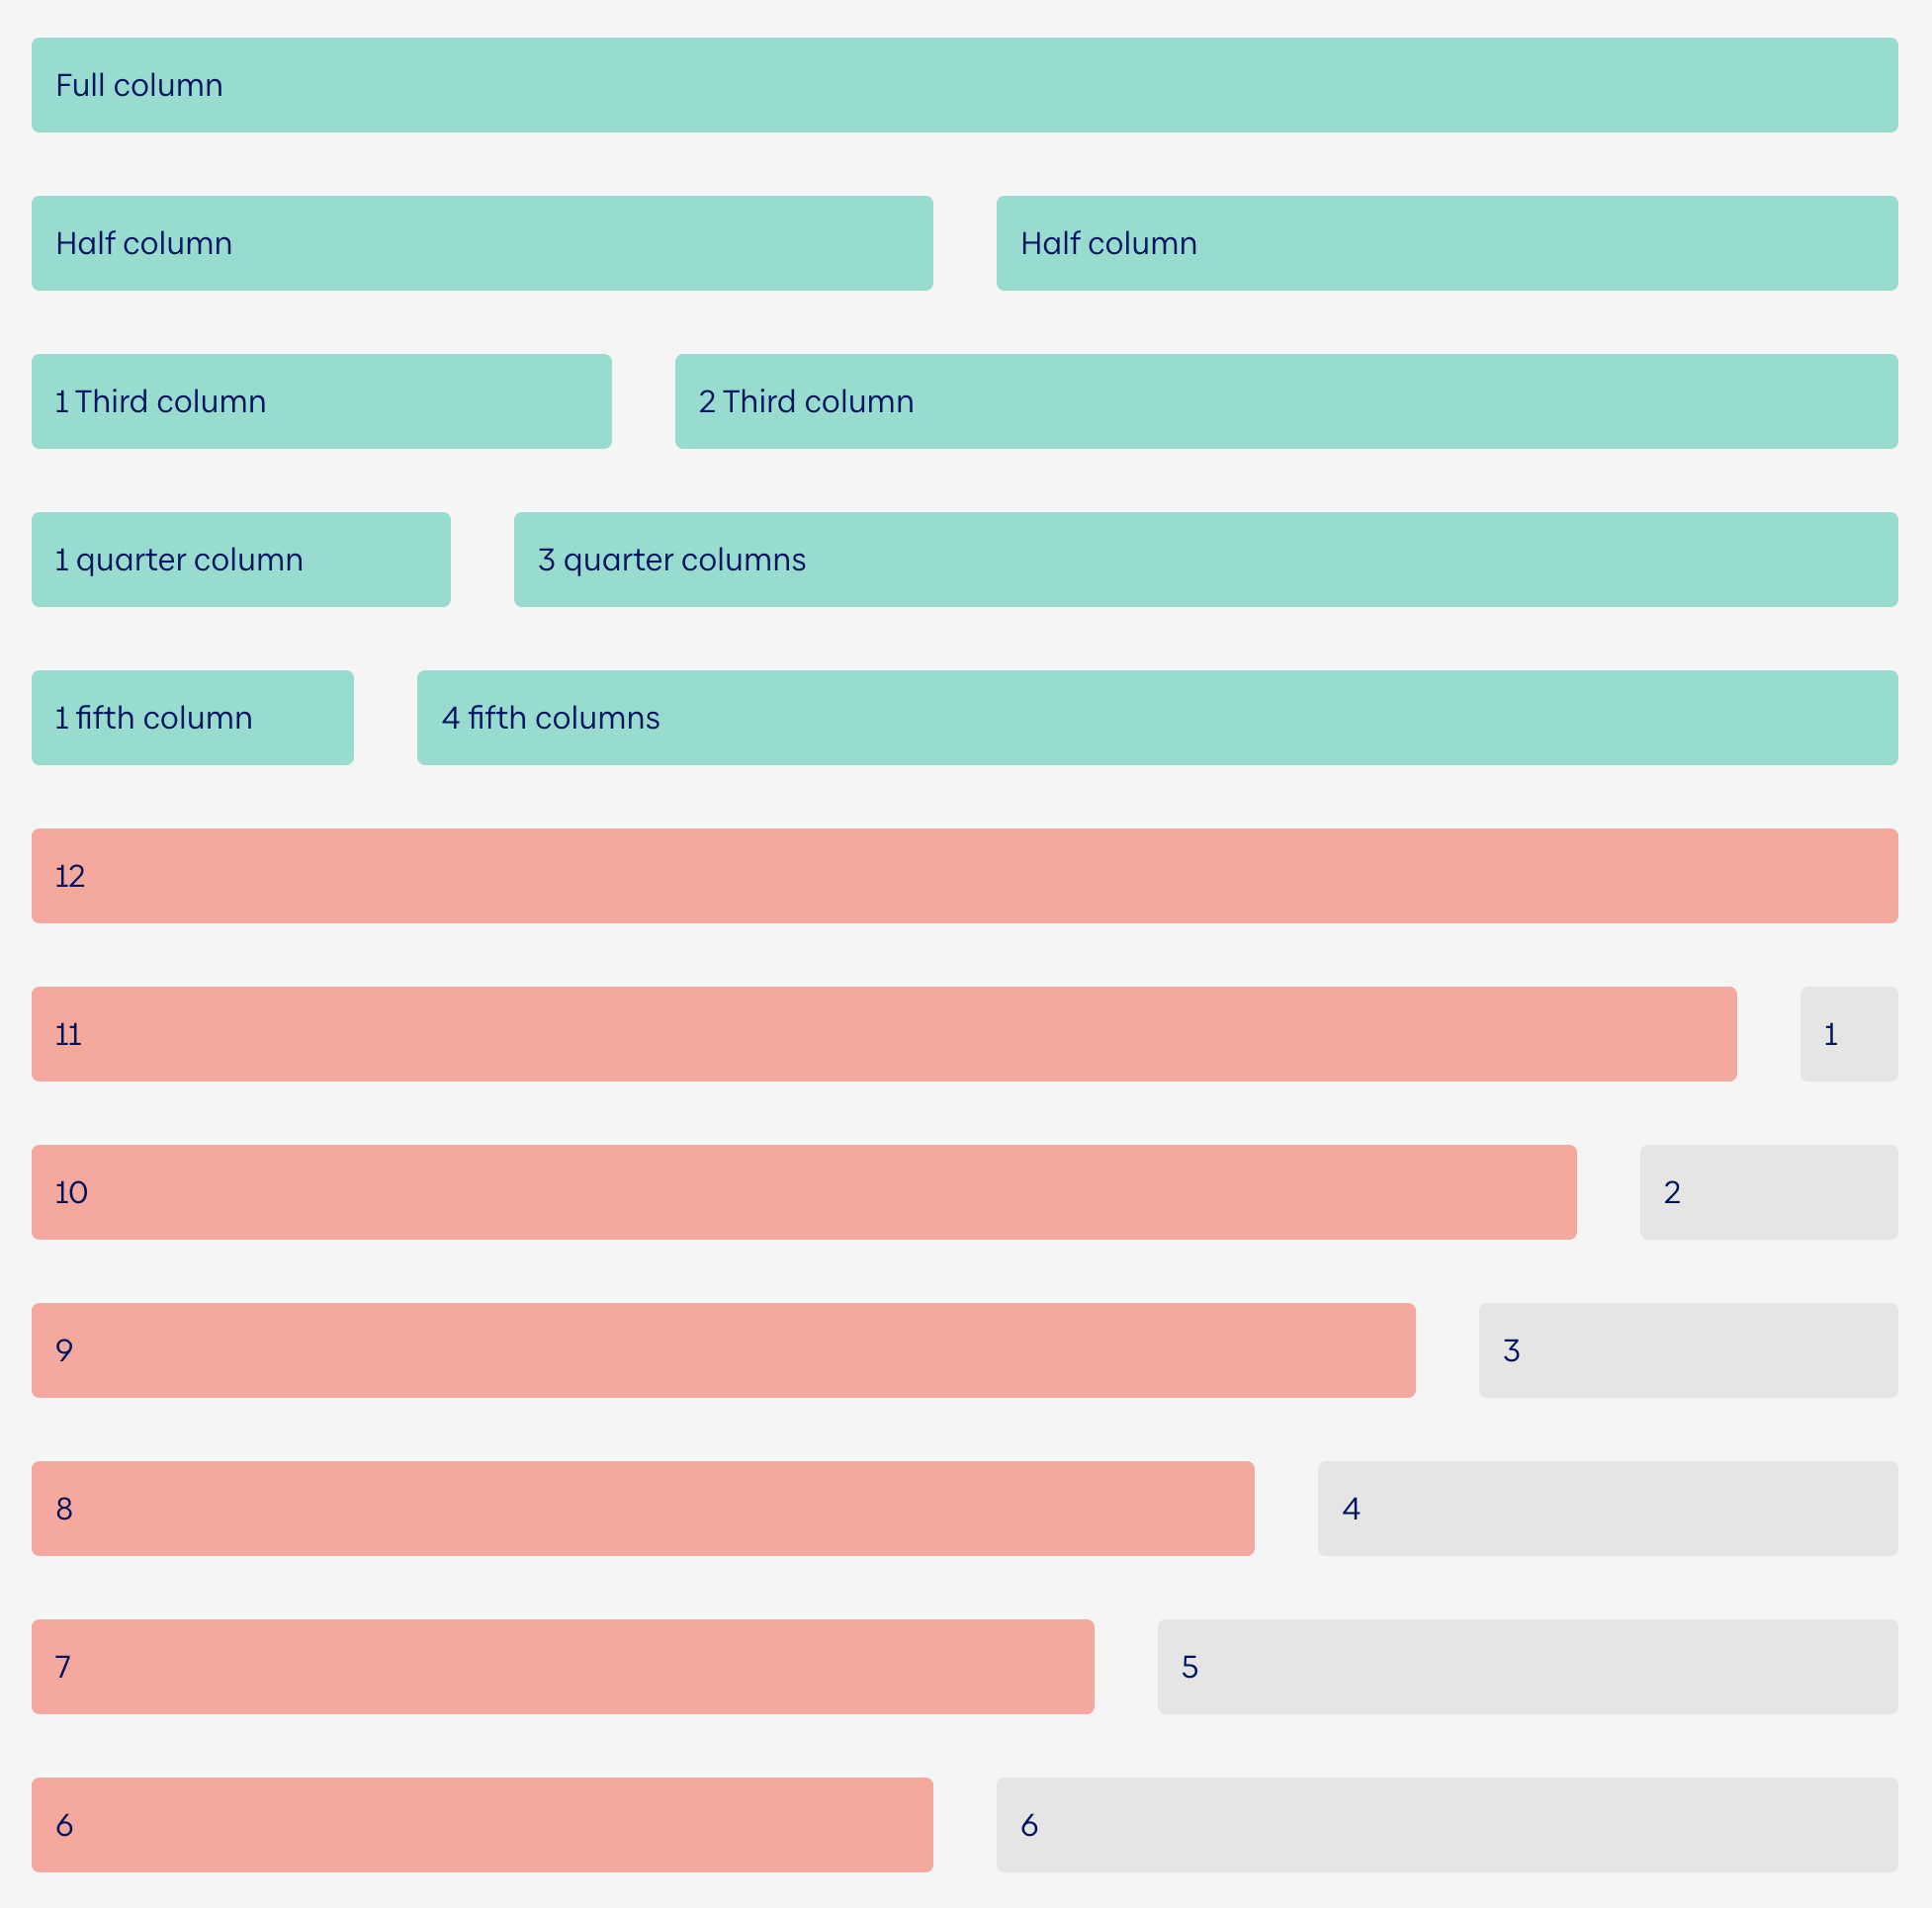 Full column
Half column Half column
1 Third column 2 Third column
1 quarter column 3 quarter columns
1 fifth column 4 fifth columns
12
11 1
10 2
9 3
8 4
7 5
6 6